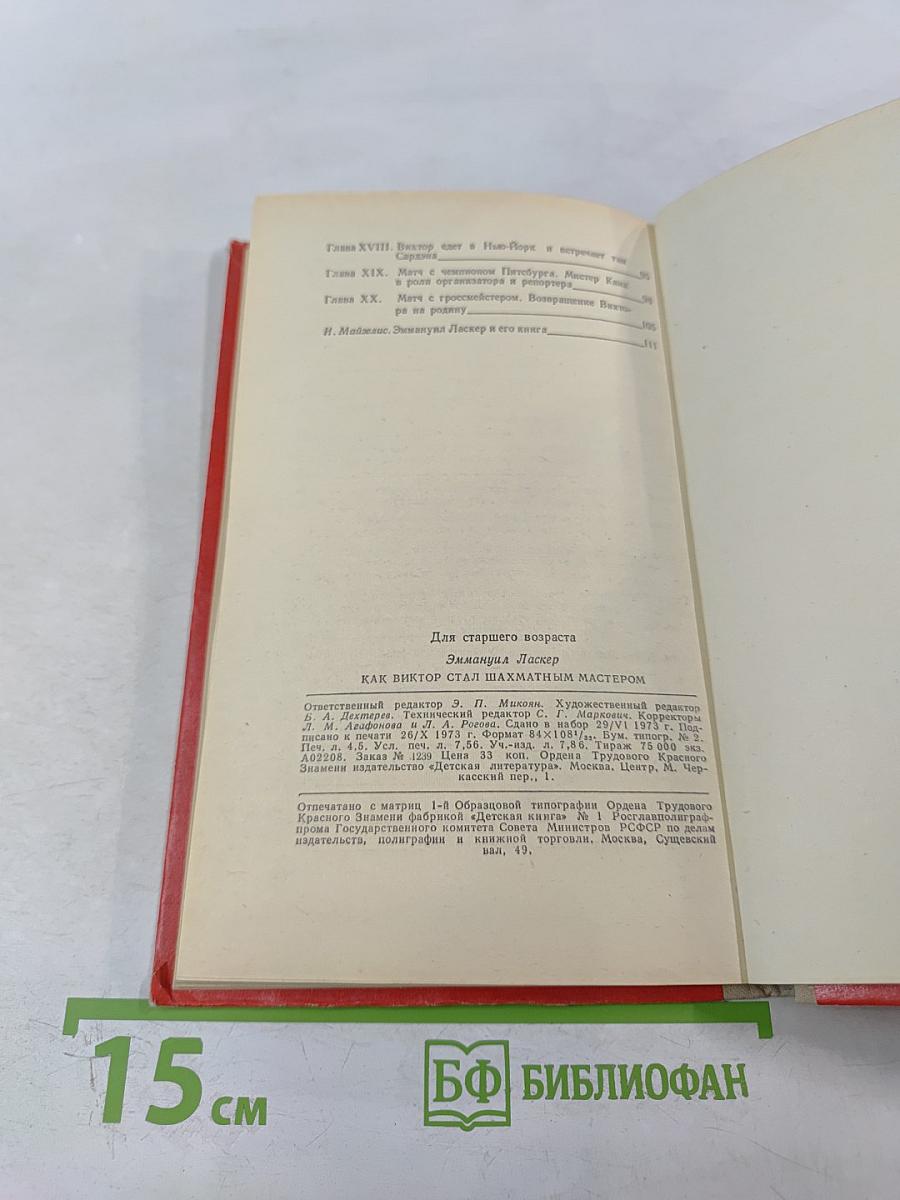 Глава XVIII. Виктор едет в Нью-Йорк и встречает там
Сардуна 95
Глава XIX. Матч с чемпионом Питсбурга. Мистер Канк
в роли организатора и репортера 98
Глава XX. Матч с гроссмейстером. Возвращение Викто-
ра на родину 105
И. Майзелис. Эммануил Ласкер и его книга 111
Для старшего возраста
Эммануил Ласкер
КАК ВИКТОР СТАЛ ШАХМАТНЫМ МАСТЕРОМ
Ответственный редактор Э. П. Микоян. Художественный редактор
Б. А. Дехтерев. Технический редактор С. Г. Маркович. Корректоры
Л. М. Агафонова и Л. А. Рогова. Сдано в набор 29/VI 1973 г. Под-
писано к печати 26/X 1973 г. Формат 84×108¹/₃₂. Бум. типогр. № 2.
Печ. л. 4,5. Усл. печ. л. 7,56. Уч.-изд. л. 7,86. Тираж 75 000 экз.
А02208. Заказ № 1239 Цена 33 коп. Ордена Трудового Красного
Знамени издательство «Детская литература». Москва, Центр, М. Чер-
касский пер., 1.
Отпечатано с матриц 1-й Образцовой типографии Ордена Трудового
Красного Знамени фабрикой «Детская книга» № 1 Росглавполиграф-
прома Государственного комитета Совета Министров РСФСР по делам
издательств, полиграфии и книжной торговли. Москва, Сущевский
вал, 49.
15 см
БФ БИБЛИОФАН